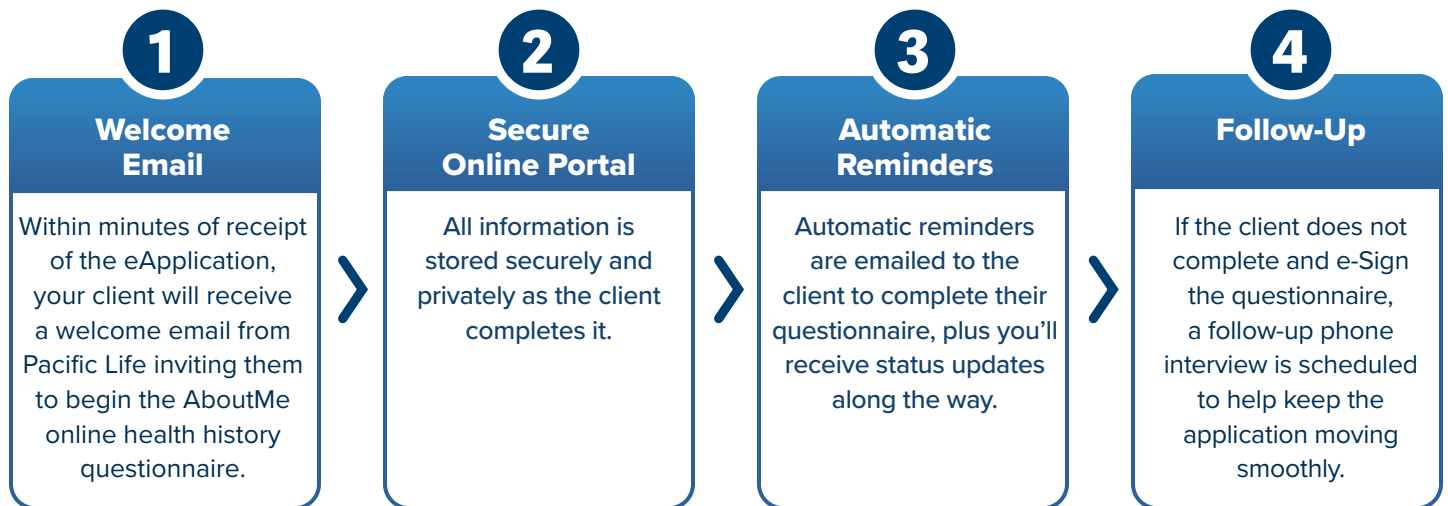 1
Welcome
Email
Within minutes of receipt
of the eApplication,
your client will receive
a welcome email from
Pacific Life inviting them
to begin the AboutMe
online health history
questionnaire.
2
Secure
Online Portal
All information is
stored securely and
privately as the client
completes it.
3
Automatic
Reminders
Automatic reminders
are emailed to the
client to complete their
questionnaire, plus you’ll
receive status updates
along the way.
4
Follow-Up
If the client does not
complete and e-Sign
the questionnaire,
a follow-up phone
interview is scheduled
to help keep the
application moving
smoothly.